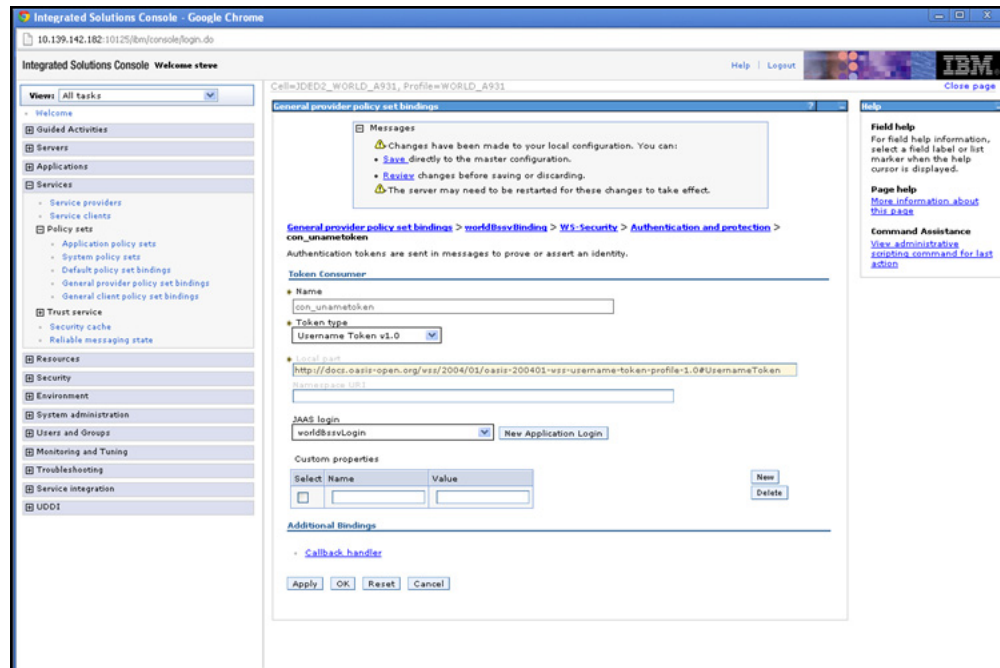 Integrated Solutions Console - Google Chrome
10.139.142.182:10125/ibm/console/login.do
Integrated Solutions Console Welcome steve
Help | Logout
IBM.
Cell=JDED2_WORLD_A931, Profile=WORLD_A931
Close page
View: All tasks
Welcome
Guided Activities
Servers
Applications
Services
Service providers
Service clients
Policy sets
Application policy sets
System policy sets
Default policy set bindings
General provider policy set bindings
General client policy set bindings
Trust service
Security cache
Reliable messaging state
Resources
Security
Environment
System administration
Users and Groups
Monitoring and Tuning
Troubleshooting
Service integration
UDDI
General provider policy set bindings
? _
Messages
Changes have been made to your local configuration. You can:
Save directly to the master configuration.
Review changes before saving or discarding.
The server may need to be restarted for these changes to take effect.
General provider policy set bindings > worldBssvBinding > WS-Security > Authentication and protection >
con_unametoken
Authentication tokens are sent in messages to prove or assert an identity.
Token Consumer
* Name
con_unametoken
* Token type
Username Token v1.0
* Local part
http://docs.oasis-open.org/wss/2004/01/oasis-200401-wss-username-token-profile-1.0#UsernameToken
Namespace URI
JAAS login
worldBssvLogin
New Application Login
Custom properties
Select Name Value
New
Delete
Additional Bindings
Callback handler
Apply OK Reset Cancel
Help
Field help
For field help information,
select a field label or list
marker when the help
cursor is displayed.
Page help
More information about
this page
Command Assistance
View administrative
scripting command for last
action